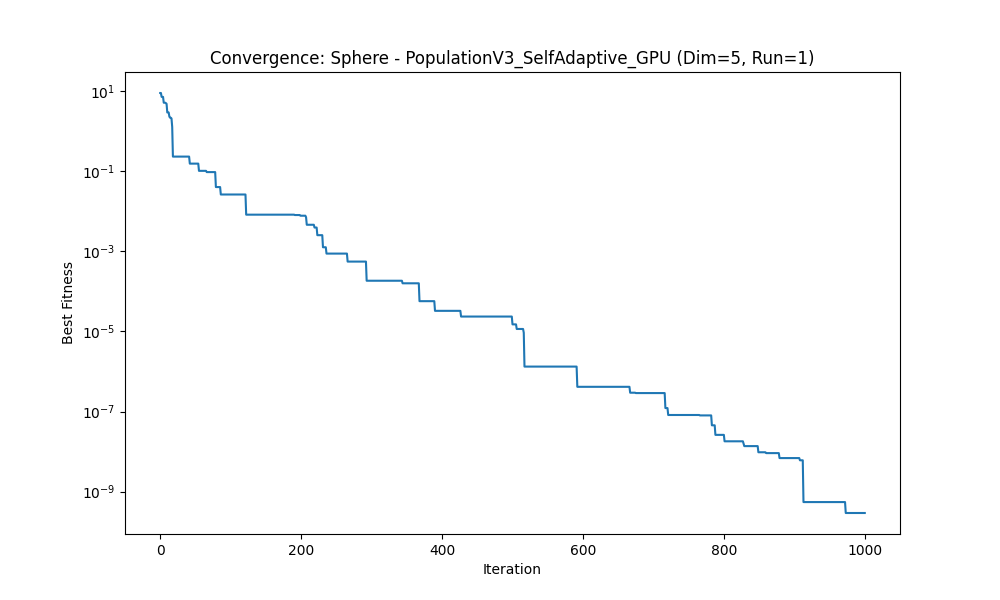 Convergence: Sphere - PopulationV3_SelfAdaptive_GPU (Dim=5, Run=1)
Best Fitness
10¹
10⁻¹
10⁻³
10⁻⁵
10⁻⁷
10⁻⁹
0 200 400 600 800 1000
Iteration